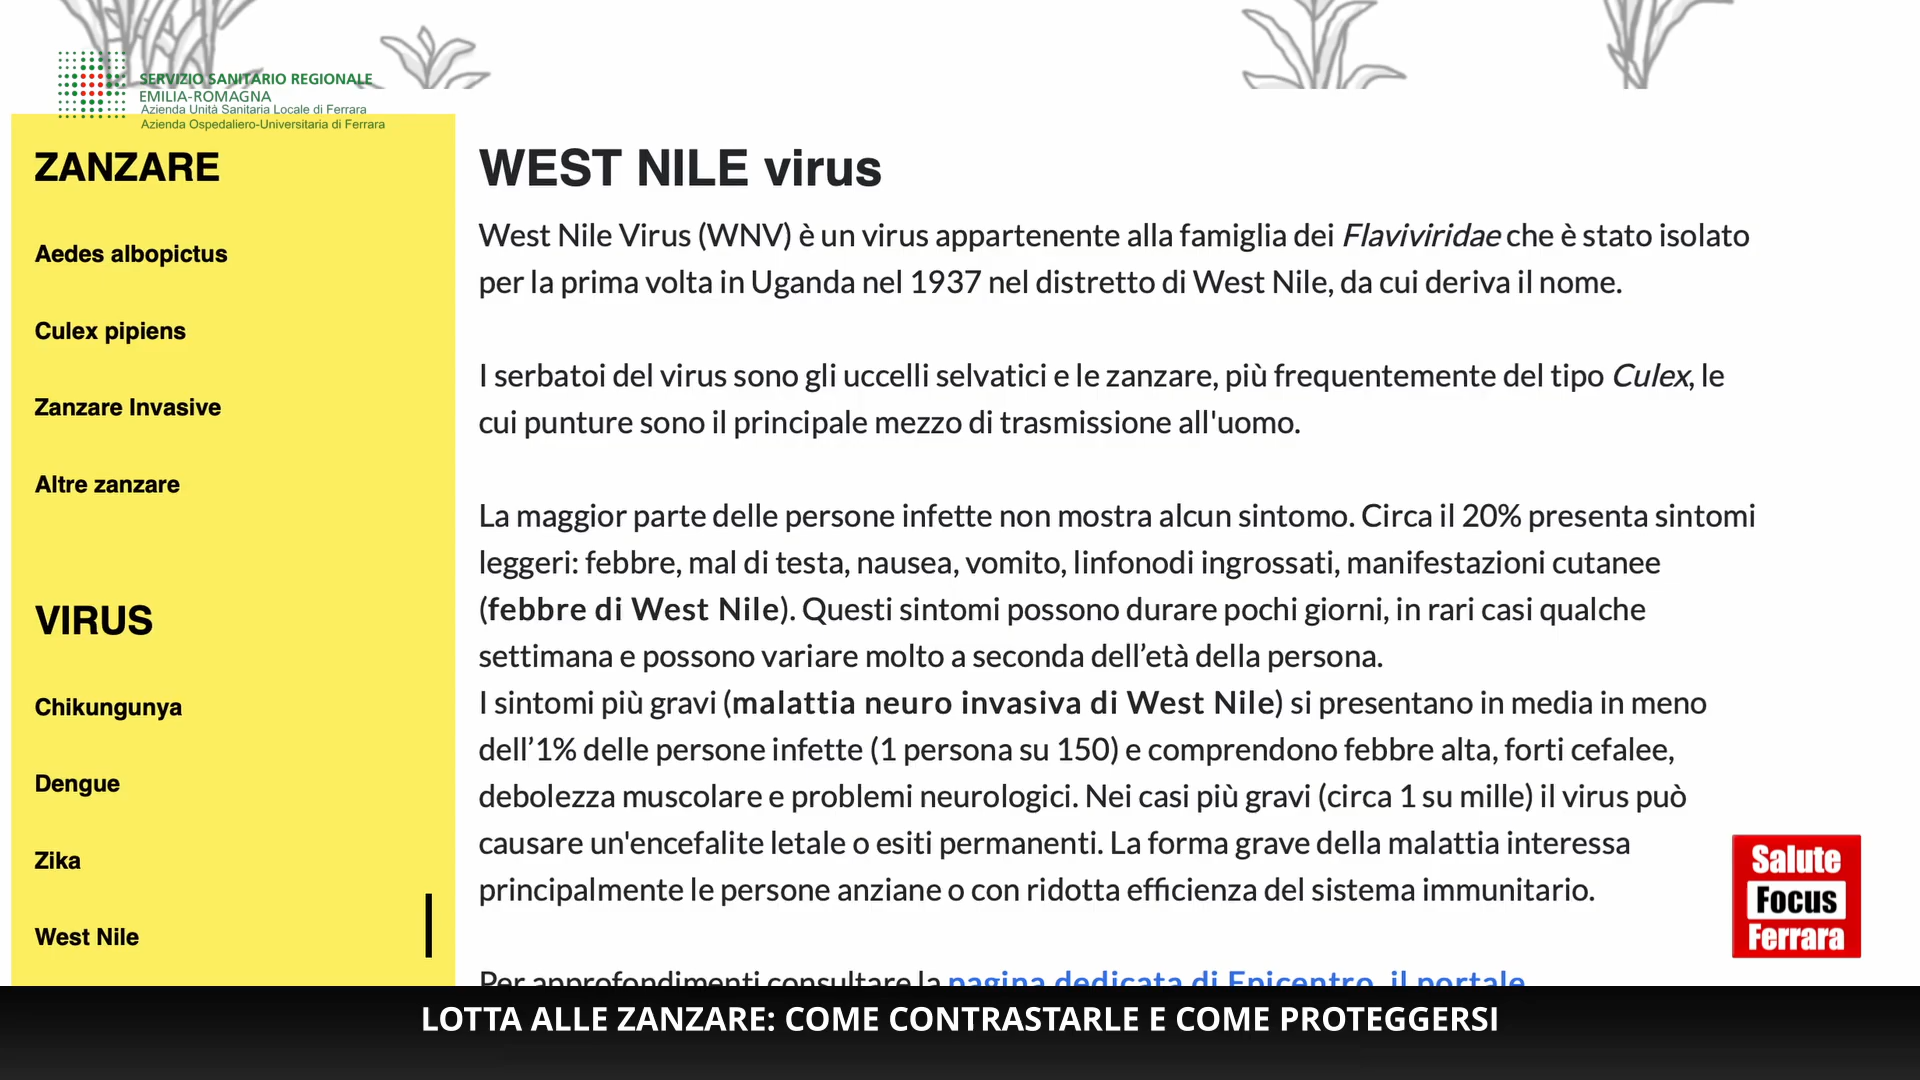 SERVIZIO SANITARIO REGIONALE
EMILIA-ROMAGNA
Azienda Unità Sanitaria Locale di Ferrara
Azienda Ospedaliero-Universitaria di Ferrara
ZANZARE
Aedes albopictus
Culex pipiens
Zanzare Invasive
Altre zanzare
VIRUS
Chikungunya
Dengue
Zika
West Nile
WEST NILE virus
West Nile Virus (WNV) è un virus appartenente alla famiglia dei Flaviviridae che è stato isolato
per la prima volta in Uganda nel 1937 nel distretto di West Nile, da cui deriva il nome.
I serbatoi del virus sono gli uccelli selvatici e le zanzare, più frequentemente del tipo Culex, le
cui punture sono il principale mezzo di trasmissione all'uomo.
La maggior parte delle persone infette non mostra alcun sintomo. Circa il 20% presenta sintomi
leggeri: febbre, mal di testa, nausea, vomito, linfonodi ingrossati, manifestazioni cutanee
(febbre di West Nile). Questi sintomi possono durare pochi giorni, in rari casi qualche
settimana e possono variare molto a seconda dell’età della persona.
I sintomi più gravi (malattia neuro invasiva di West Nile) si presentano in media in meno
dell’1% delle persone infette (1 persona su 150) e comprendono febbre alta, forti cefalee,
debolezza muscolare e problemi neurologici. Nei casi più gravi (circa 1 su mille) il virus può
causare un'encefalite letale o esiti permanenti. La forma grave della malattia interessa
principalmente le persone anziane o con ridotta efficienza del sistema immunitario.
Per approfondimenti consultare la pagina dedicata di Epicentro, il portale
Salute
Focus
Ferrara
LOTTA ALLE ZANZARE: COME CONTRASTARLE E COME PROTEGGERSI